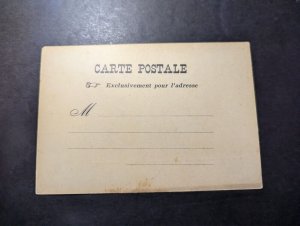 CARTE POSTALE
Exclusivement pour l'adresse
M